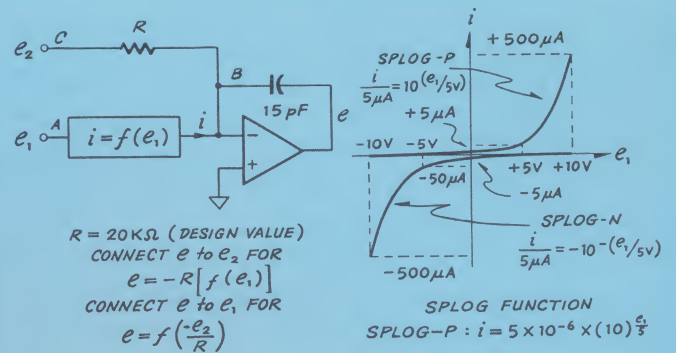 e₂ C R
B
15 pF
e
e₁ A i = f(e₁) i
−
+
R = 20 KΩ (DESIGN VALUE)
CONNECT e to e₂ FOR
e = −R[f(e₁)]
CONNECT e to e₁ FOR
e = f(−e₂/R)
i
+500μA
SPLOG-P
i/5μA = 10^(e₁/5V)
+5μA
-10V -5V
e₁
+5V +10V
-50μA
-5μA
SPLOG-N
i/5μA = −10^−(e₁/5V)
-500μA
SPLOG FUNCTION
SPLOG-P : i = 5 × 10⁻⁶ × (10)^(e₁/5)